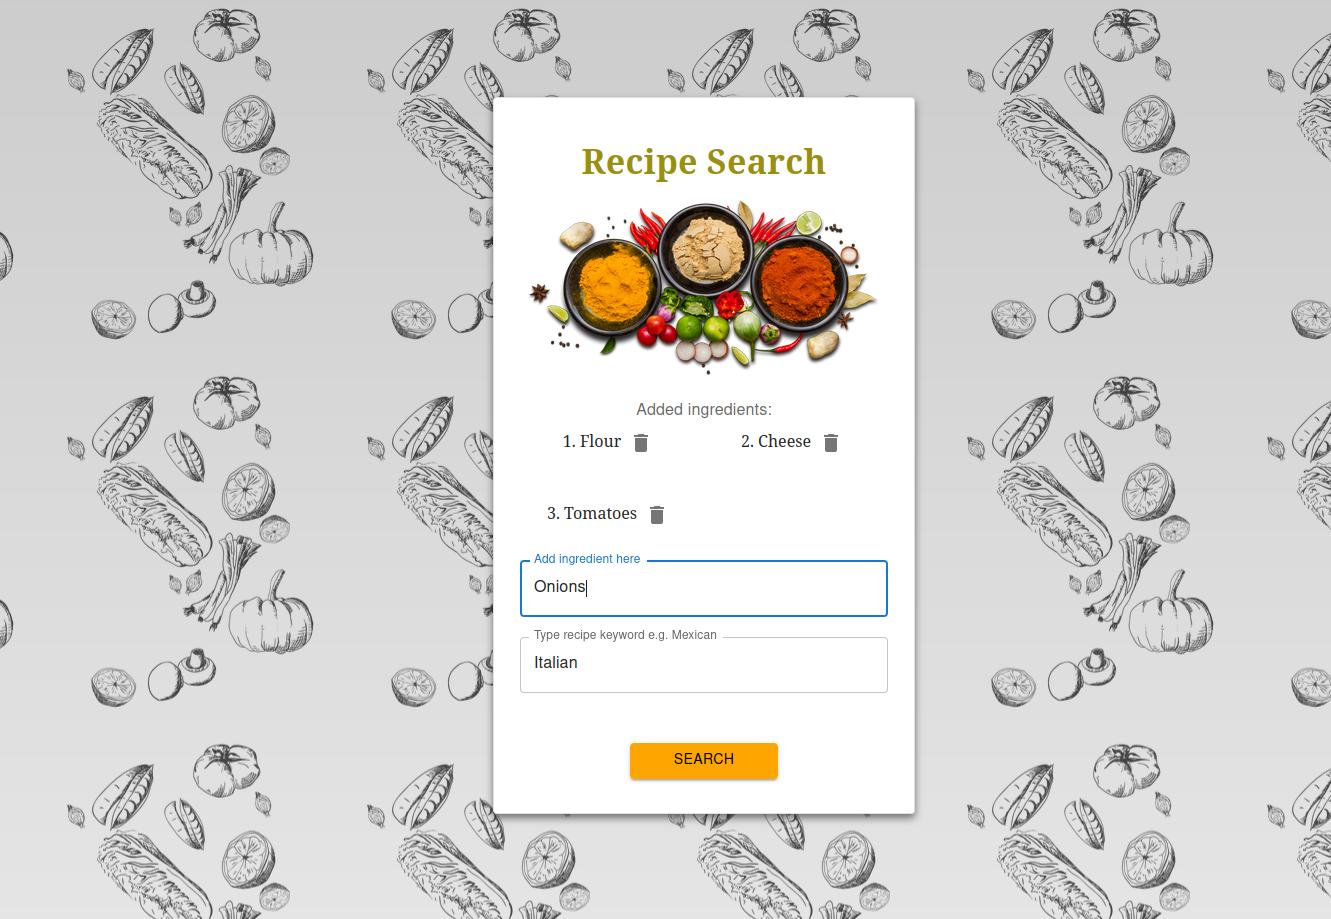 Recipe Search
Added ingredients:
1. Flour 2. Cheese
3. Tomatoes
Add ingredient here
Onions
Type recipe keyword e.g. Mexican
Italian
SEARCH